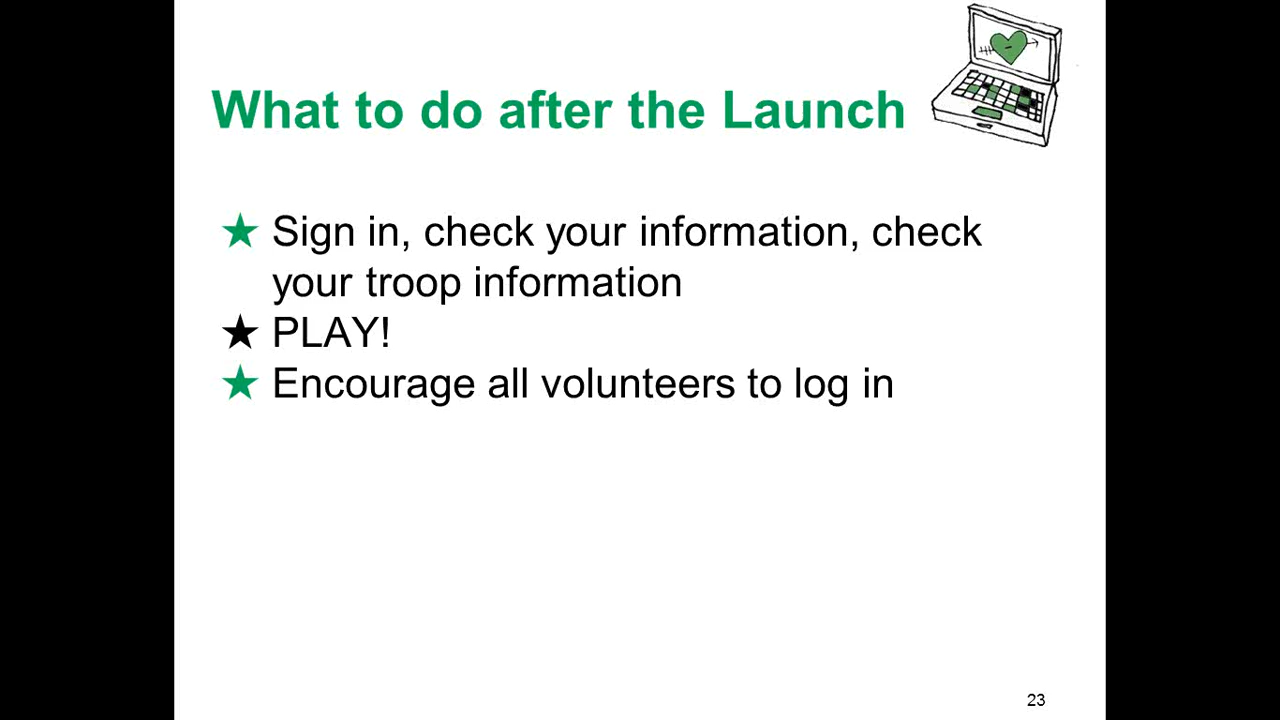 What to do after the Launch
★ Sign in, check your information, check
your troop information
★ PLAY!
★ Encourage all volunteers to log in
23